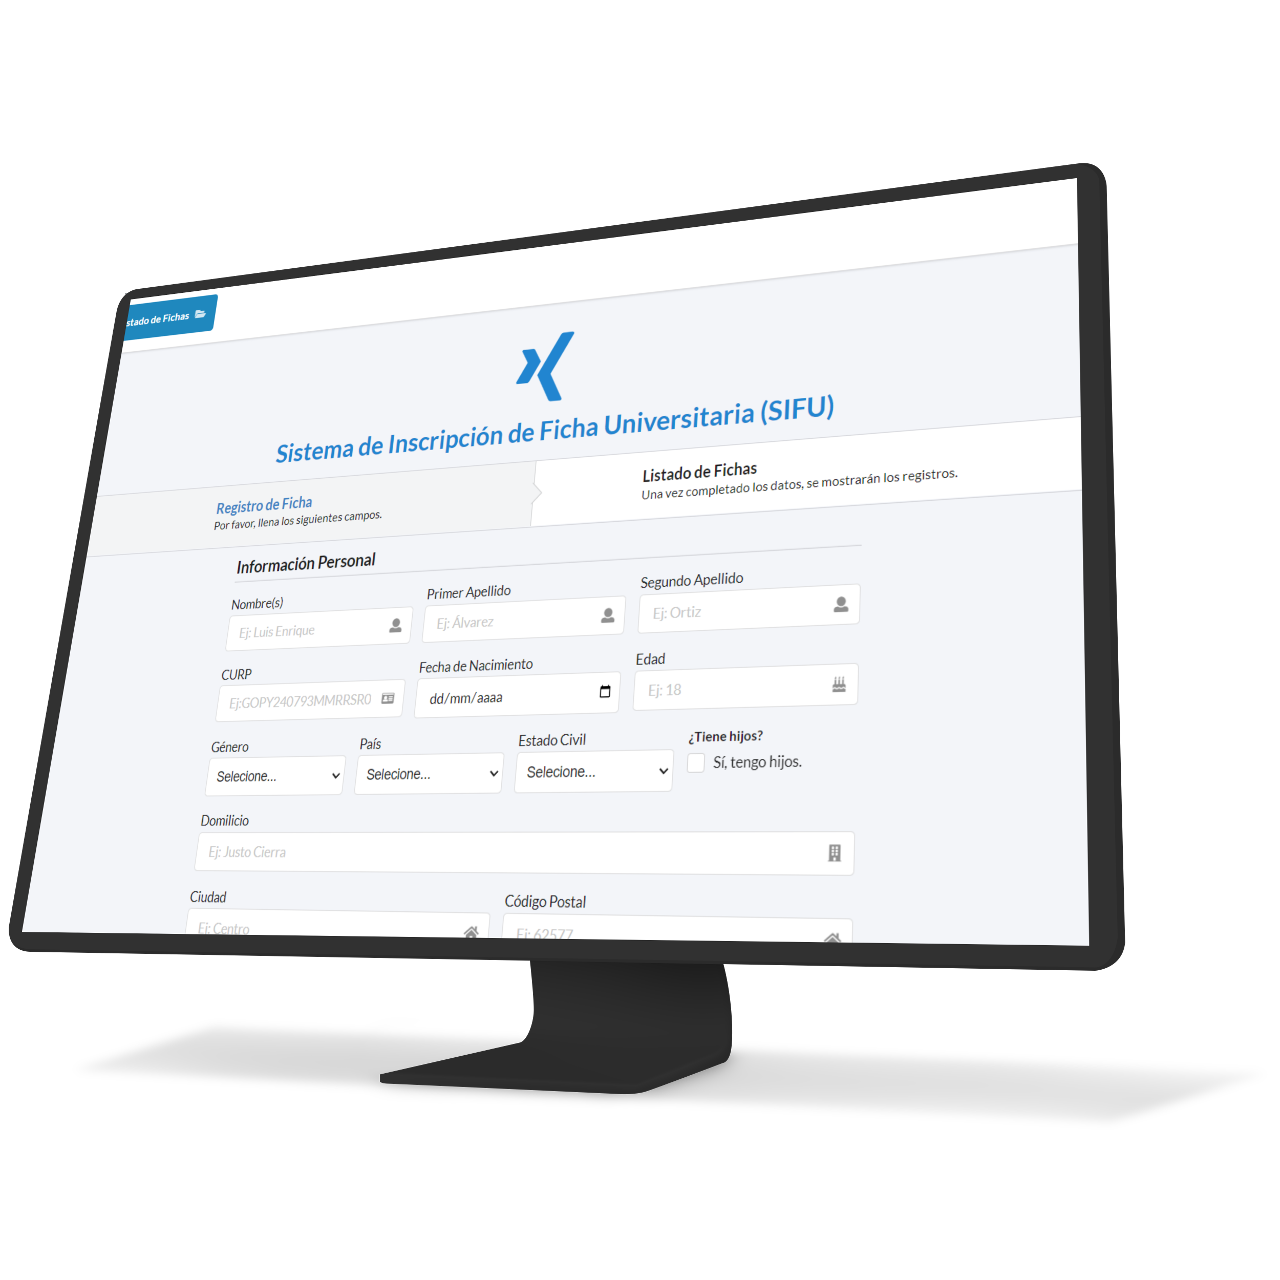 stado de Fichas
Sistema de Inscripción de Ficha Universitaria (SIFU)
Registro de Ficha
Por favor, llena los siguientes campos.
Listado de Fichas
Una vez completado los datos, se mostrarán los registros.
Información Personal
Nombre(s)
Primer Apellido
Segundo Apellido
Ej: Luis Enrique
Ej: Álvarez
Ej: Ortiz
CURP
Fecha de Nacimiento
Edad
Ej:GOPY240793MMRRSR0
dd/mm/aaaa
Ej: 18
Género
País
Estado Civil
¿Tiene hijos?
Selecione...
Selecione...
Selecione...
Sí, tengo hijos.
Domilicio
Ej: Justo Cierra
Ciudad
Código Postal
Ej: Centro
Ej: 62577